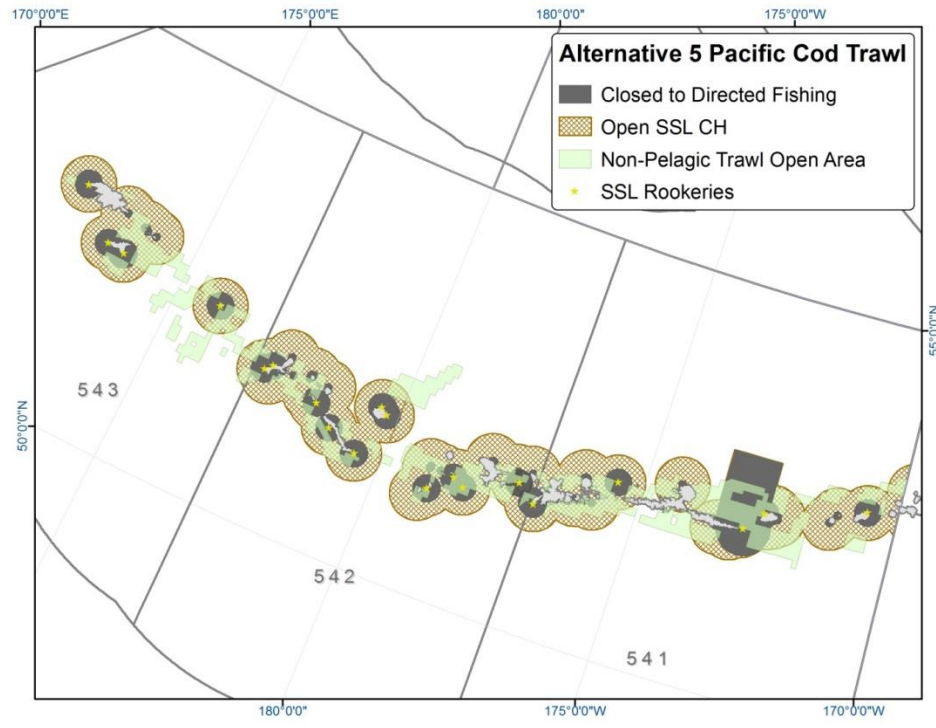 170°0'0"E
175°0'0"E
180°0'0"
175°0'0"W
Alternative 5 Pacific Cod Trawl
Closed to Directed Fishing
Open SSL CH
Non-Pelagic Trawl Open Area
SSL Rookeries
55°0'0"N
50°0'0"N
543
542
541
180°0'0"
175°0'0"W
170°0'0"W